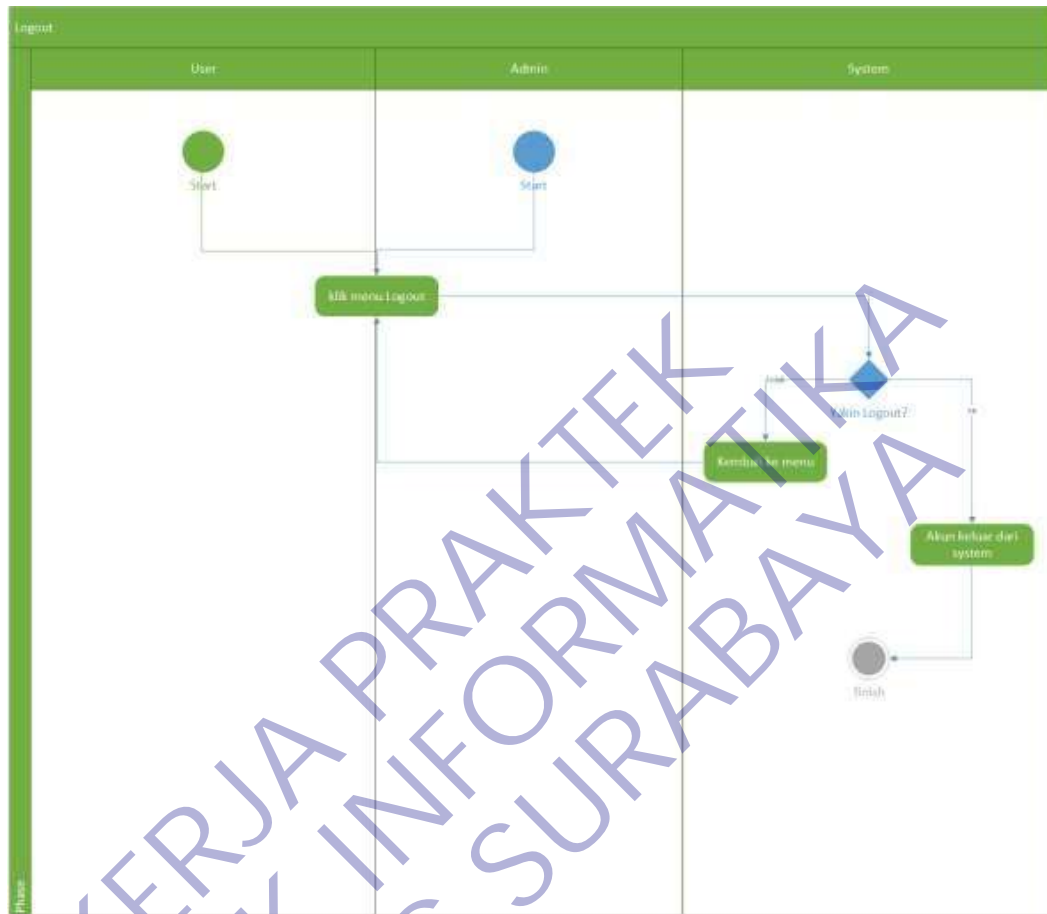 Logout
User
Admin
System
Start
Start
klik menu Logout
Yakin Logout?
Kembali ke menu
Akun keluar dari
system
finish
Phase
KERJA PRAKTEK
K INFORMATIKA
S SURABAYA